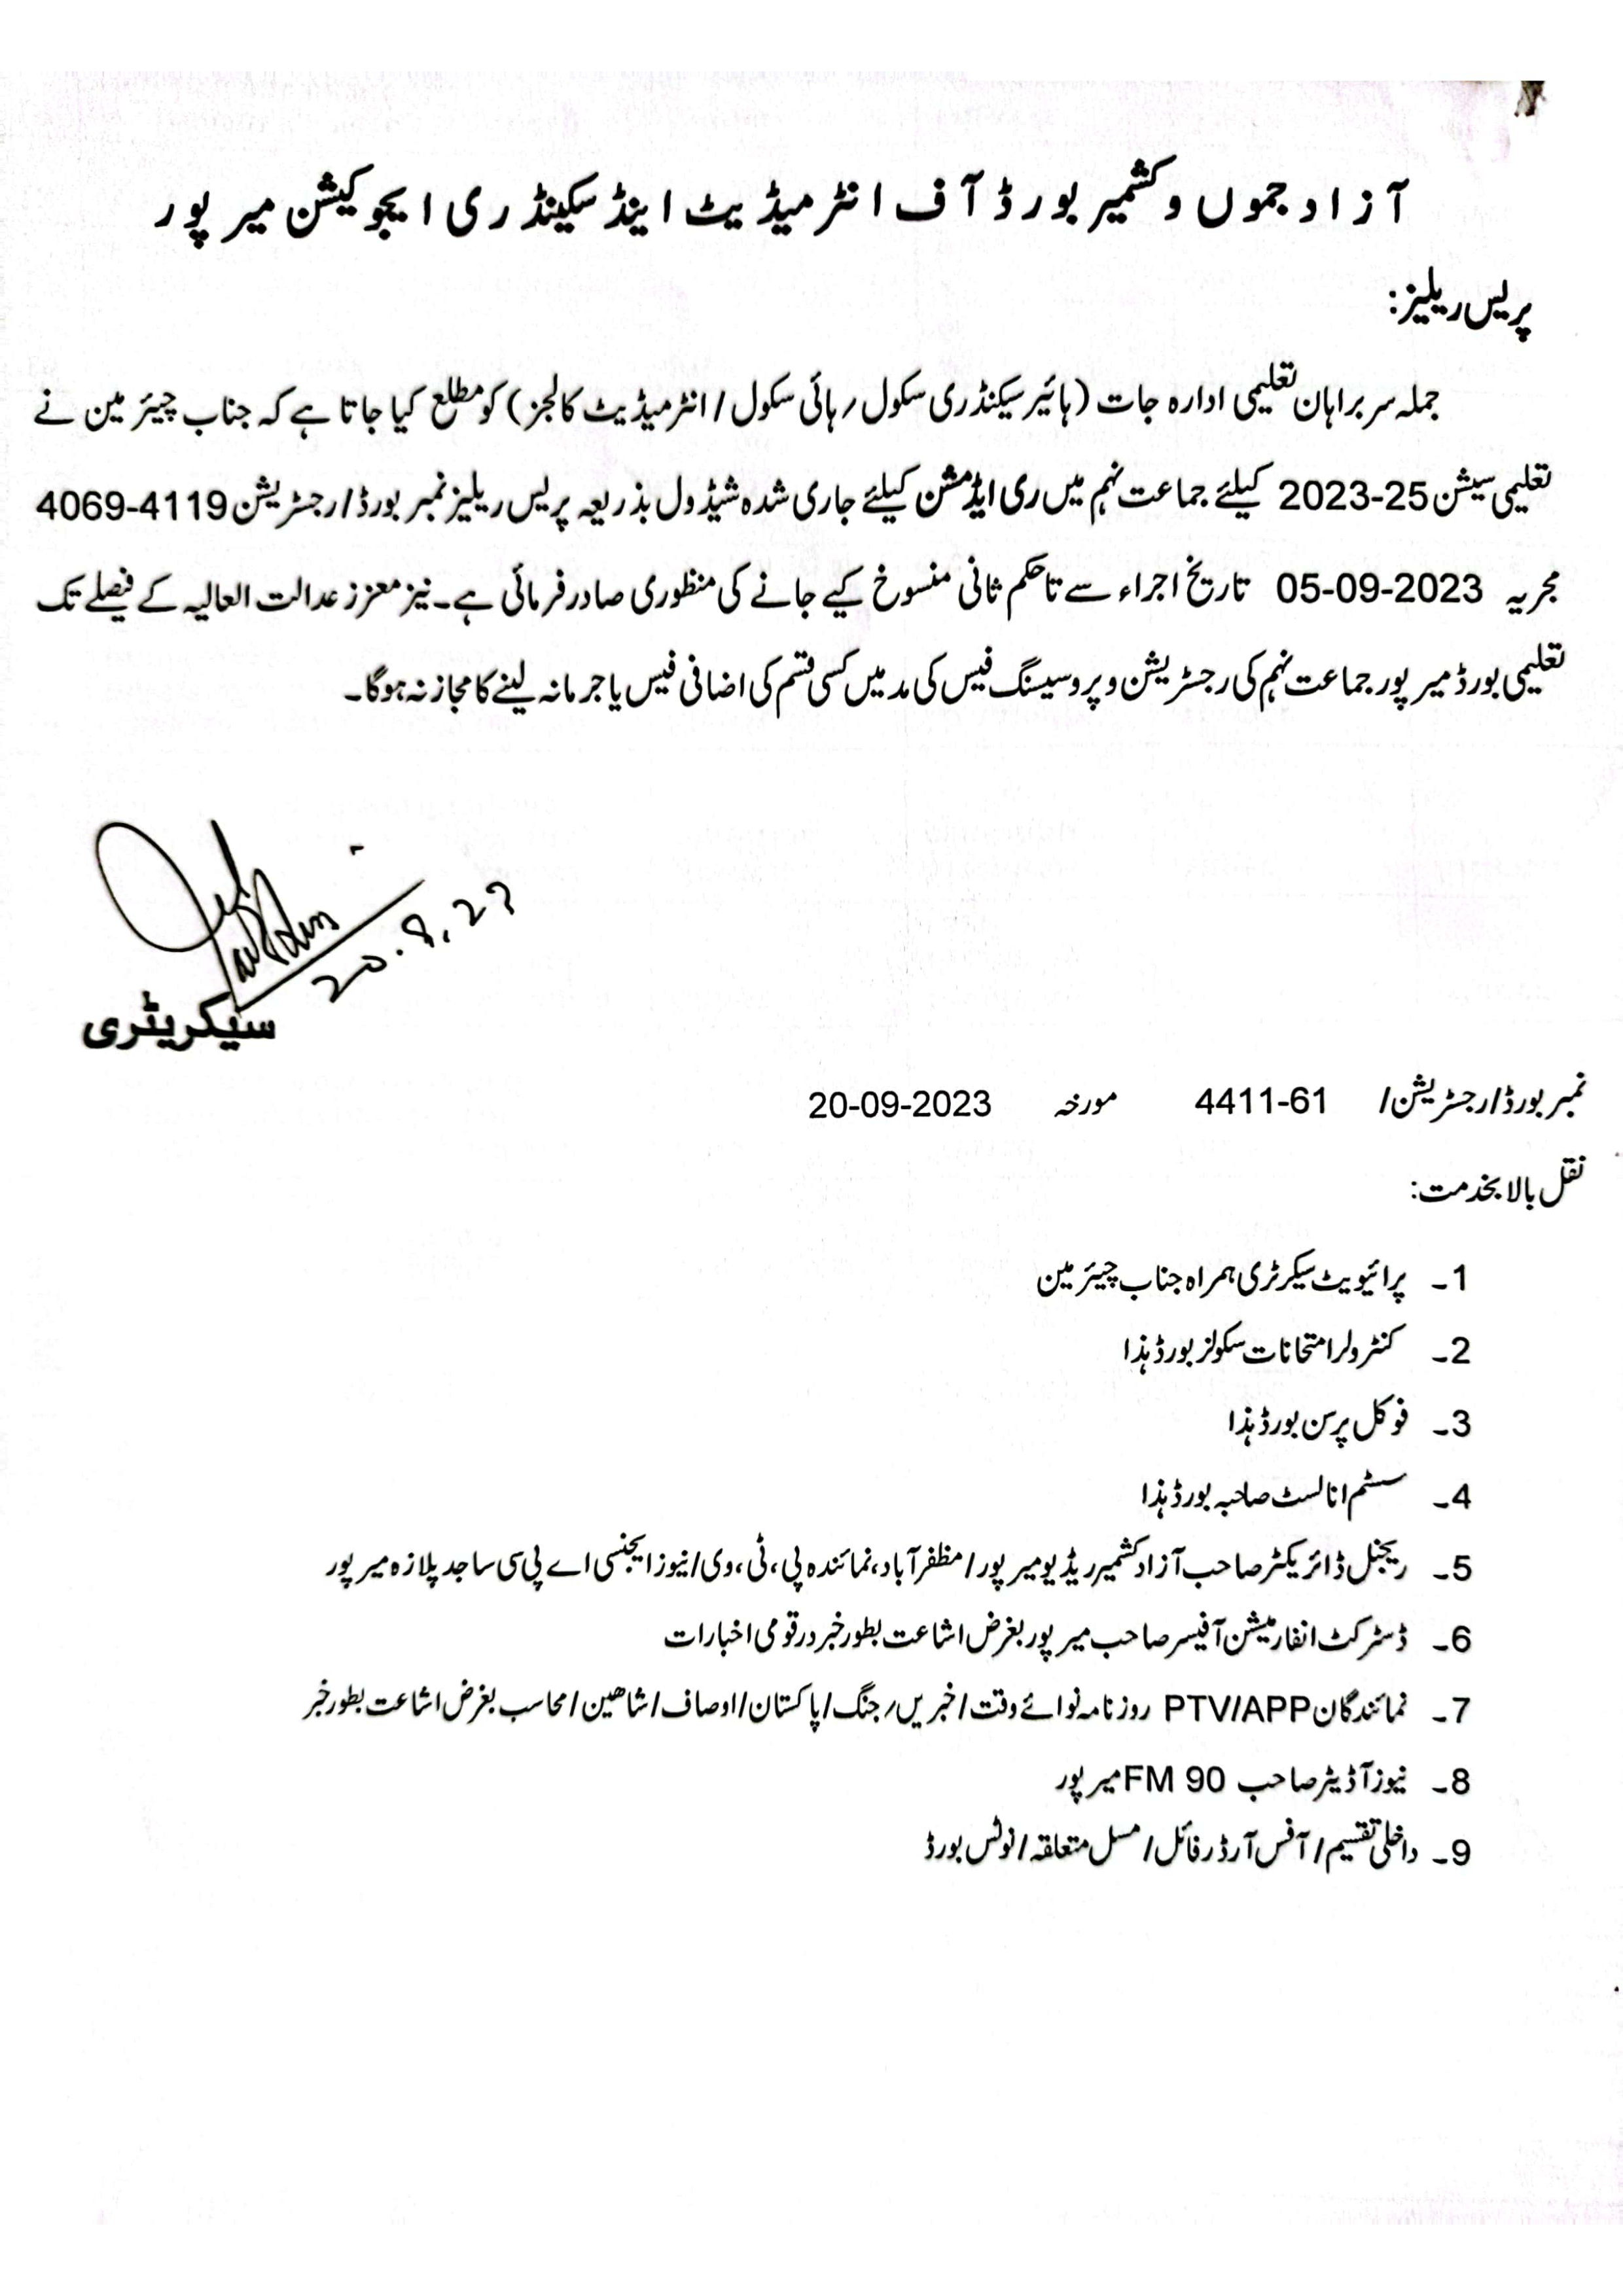 آزاد جموں و کشمیر بورڈ آف انٹرمیڈیٹ اینڈ سکینڈری ایجوکیشن میرپور
پریس ریلیز:
جملہ سربراہان تعلیمی ادارہ جات (ہائیر سیکنڈری سکول / ہائی سکول / انٹرمیڈیٹ کالجز) کو مطلع کیا جاتا ہے کہ جناب چیئرمین نے
تعلیمی سیشن 2023-25 کیلئے جماعت نہم میں ری ایڈمشن کیلئے جاری شدہ شیڈول بذریعہ پریس ریلیز نمبر بورڈ/رجسٹریشن 4069-4119
مجریہ 05-09-2023 تاریخ اجراء سے تاحکم ثانی منسوخ کیے جانے کی منظوری صادر فرمائی ہے۔ نیز معزز عدالت العالیہ کے فیصلے تک
تعلیمی بورڈ میرپور جماعت نہم کی رجسٹریشن و پروسیسنگ فیس کی مد میں کسی قسم کی اضافی فیس یا جرمانہ لینے کا مجاز نہ ہوگا۔
20.9.23
سیکریٹری
نمبر بورڈ/رجسٹریشن/ 4411-61 مورخہ 20-09-2023
نقل بالا بخدمت:
1۔ پرائیویٹ سیکرٹری ہمراہ جناب چیئرمین
2۔ کنٹرولر امتحانات سکولز بورڈ ہذا
3۔ فوکل پرسن بورڈ ہذا
4۔ سسٹم انالسٹ صاحبہ بورڈ ہذا
5۔ ریجنل ڈائریکٹر صاحب آزاد کشمیر ریڈیو میرپور/مظفرآباد، نمائندہ پی، ٹی، وی/نیوز ایجنسی اے پی سی ساجد پلازہ میرپور
6۔ ڈسٹرکٹ انفارمیشن آفیسر صاحب میرپور بغرض اشاعت بطور خبر در قومی اخبارات
7۔ نمائندگان PTV/APP روزنامہ نوائے وقت/خبریں/جنگ/پاکستان/اوصاف/شاھین/محاسب بغرض اشاعت بطور خبر
8۔ نیوز آڈیٹر صاحب FM 90 میرپور
9۔ داخلی تقسیم/آفس آرڈر فائل/مسل متعلقہ/نوٹس بورڈ